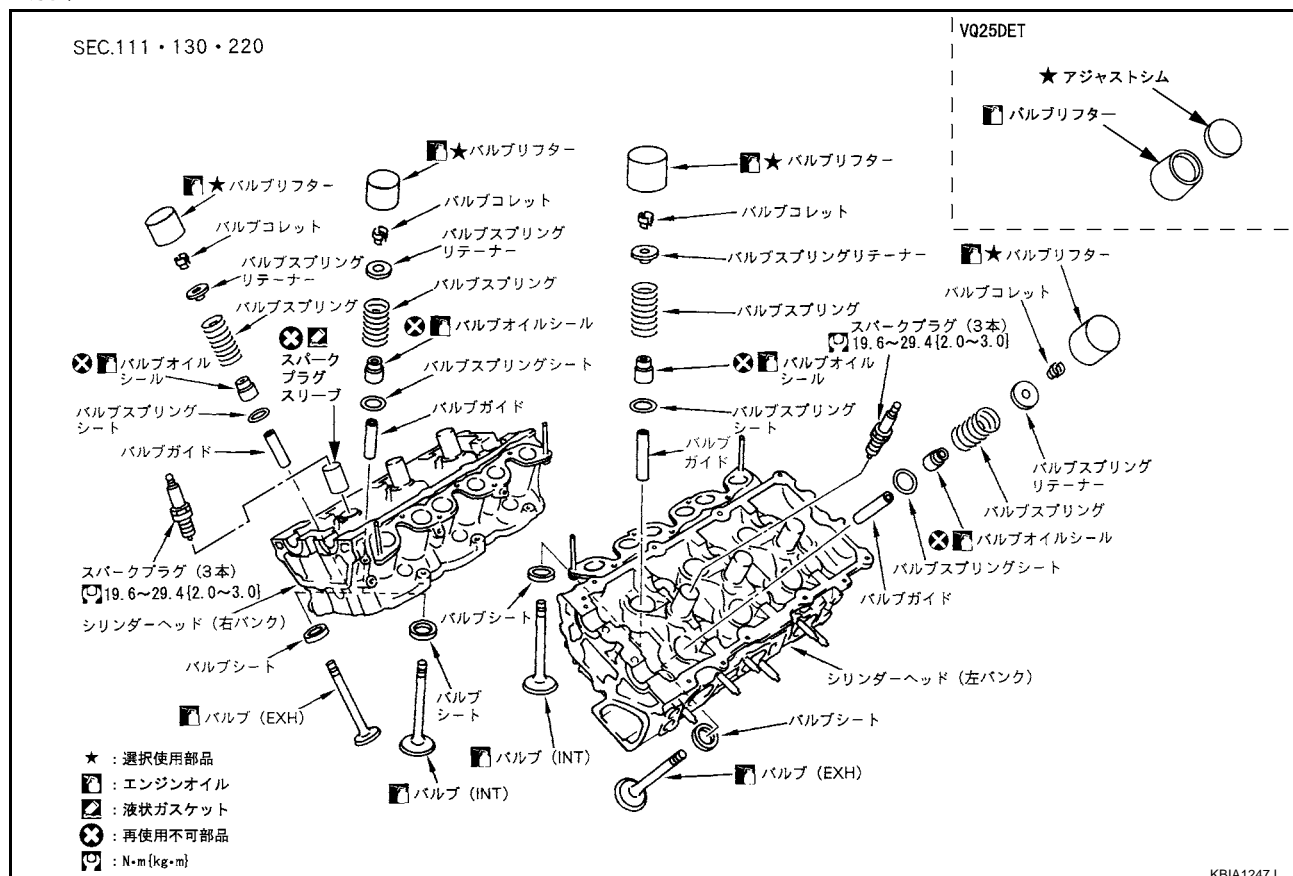 SEC.111・130・220
VQ25DET
★ アジャストシム
バルブリフター
★バルブリフター
バルブコレット
バルブスプリング
リテーナー
バルブスプリング
バルブオイル
シール
バルブスプリング
シート
バルブガイド
スパークプラグ (3本)
19.6～29.4{2.0～3.0}
シリンダーヘッド (右バンク)
バルブシート
バルブ (EXH)
スパーク
プラグ
スリーブ
★バルブリフター
バルブコレット
バルブスプリング
リテーナー
バルブスプリング
バルブオイルシール
バルブスプリングシート
バルブガイド
バルブ
シート
バルブ (INT)
★バルブリフター
バルブコレット
バルブスプリングリテーナー
バルブスプリング
バルブオイル
シール
バルブスプリング
シート
バルブ
ガイド
バルブシート
バルブ (INT)
スパークプラグ (3本)
19.6～29.4{2.0～3.0}
★バルブリフター
バルブコレット
バルブスプリング
リテーナー
バルブスプリング
バルブオイルシール
バルブスプリングシート
バルブガイド
シリンダーヘッド (左バンク)
バルブシート
バルブ (EXH)
★ : 選択使用部品
: エンジンオイル
: 液状ガスケット
: 再使用不可部品
: N・m{kg・m}